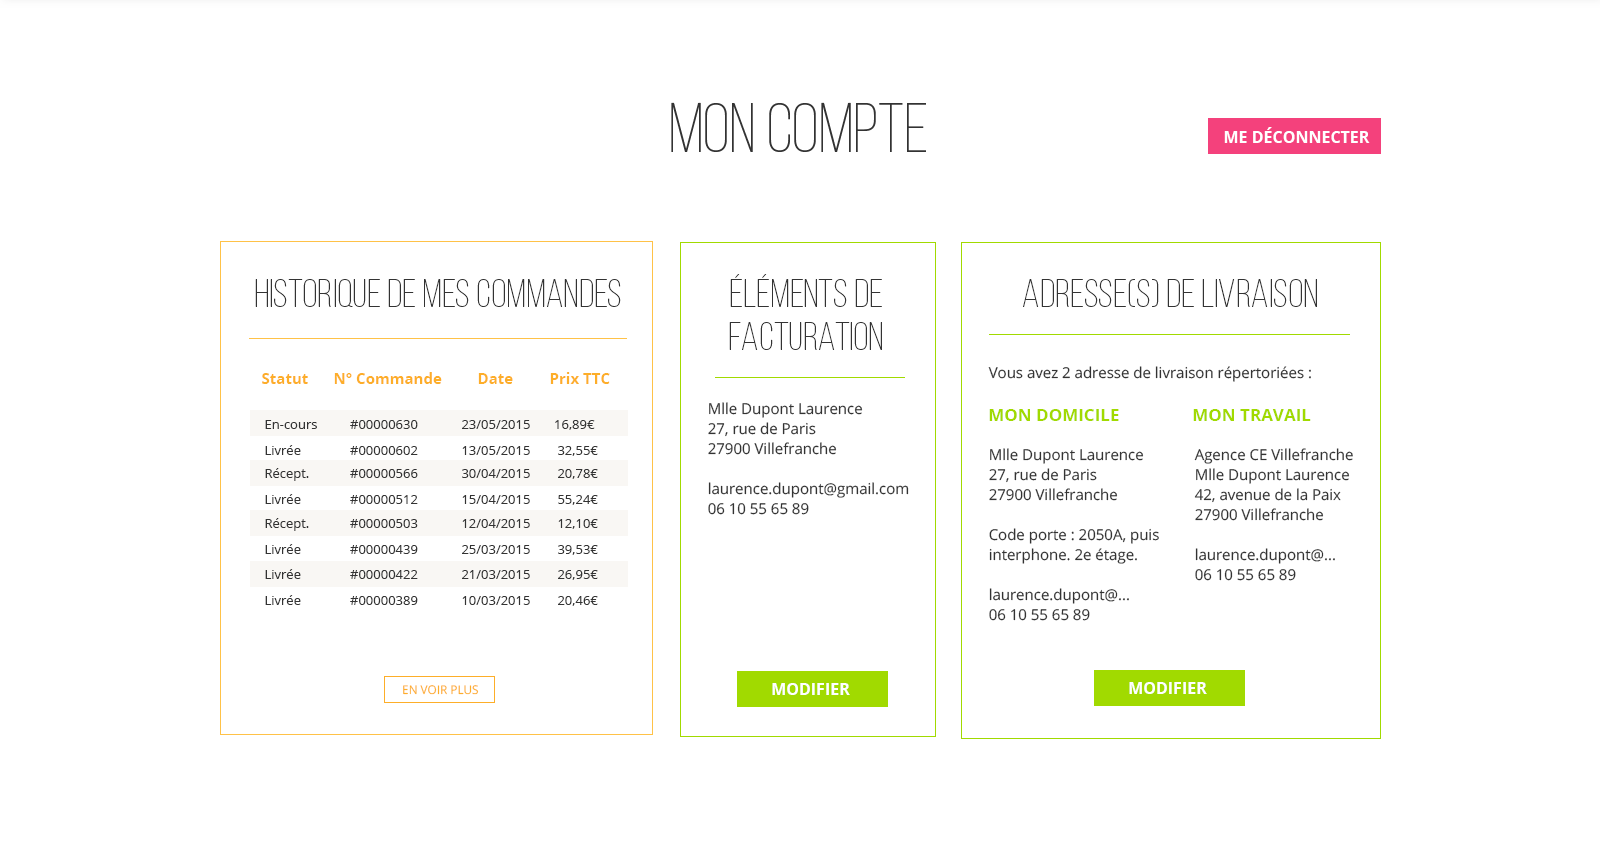 MON COMPTE
ME DÉCONNECTER
HISTORIQUE DE MES COMMANDES
Statut N° Commande Date Prix TTC
En-cours #00000630 23/05/2015 16,89€
Livrée #00000602 13/05/2015 32,55€
Récept. #00000566 30/04/2015 20,78€
Livrée #00000512 15/04/2015 55,24€
Récept. #00000503 12/04/2015 12,10€
Livrée #00000439 25/03/2015 39,53€
Livrée #00000422 21/03/2015 26,95€
Livrée #00000389 10/03/2015 20,46€
EN VOIR PLUS
ÉLÉMENTS DE
FACTURATION
Mlle Dupont Laurence
27, rue de Paris
27900 Villefranche
laurence.dupont@gmail.com
06 10 55 65 89
MODIFIER
ADRESSE(S) DE LIVRAISON
Vous avez 2 adresse de livraison répertoriées :
MON DOMICILE
Mlle Dupont Laurence
27, rue de Paris
27900 Villefranche
Code porte : 2050A, puis
interphone. 2e étage.
laurence.dupont@...
06 10 55 65 89
MON TRAVAIL
Agence CE Villefranche
Mlle Dupont Laurence
42, avenue de la Paix
27900 Villefranche
laurence.dupont@...
06 10 55 65 89
MODIFIER